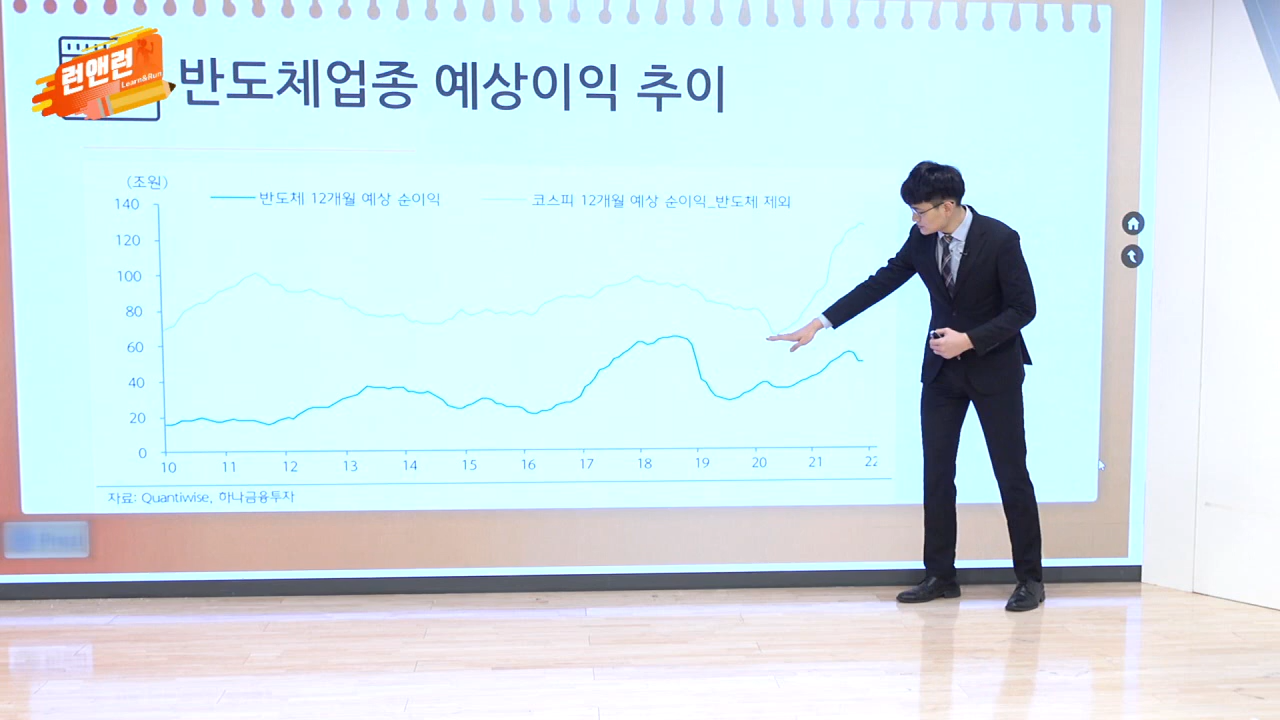 런앤런
Learn&Run
반도체업종 예상이익 추이
(조원)
반도체 12개월 예상 순이익
코스피 12개월 예상 순이익_반도체 제외
140
120
100
80
60
40
20
0
10 11 12 13 14 15 16 17 18 19 20 21 22
자료: Quantiwise, 하나금융투자